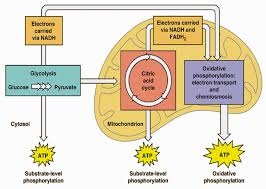 Electrons carried
via NADH
Electrons carried
via NADH and
FADH₂
Glycolysis
Glucose
Pyruvate
Citric
acid
cycle
Oxidative
phosphorylation:
electron transport
and
chemiosmosis
Cytosol
Mitochondrion
ATP
ATP
ATP
Substrate-level
phosphorylation
Substrate-level
phosphorylation
Oxidative
phosphorylation